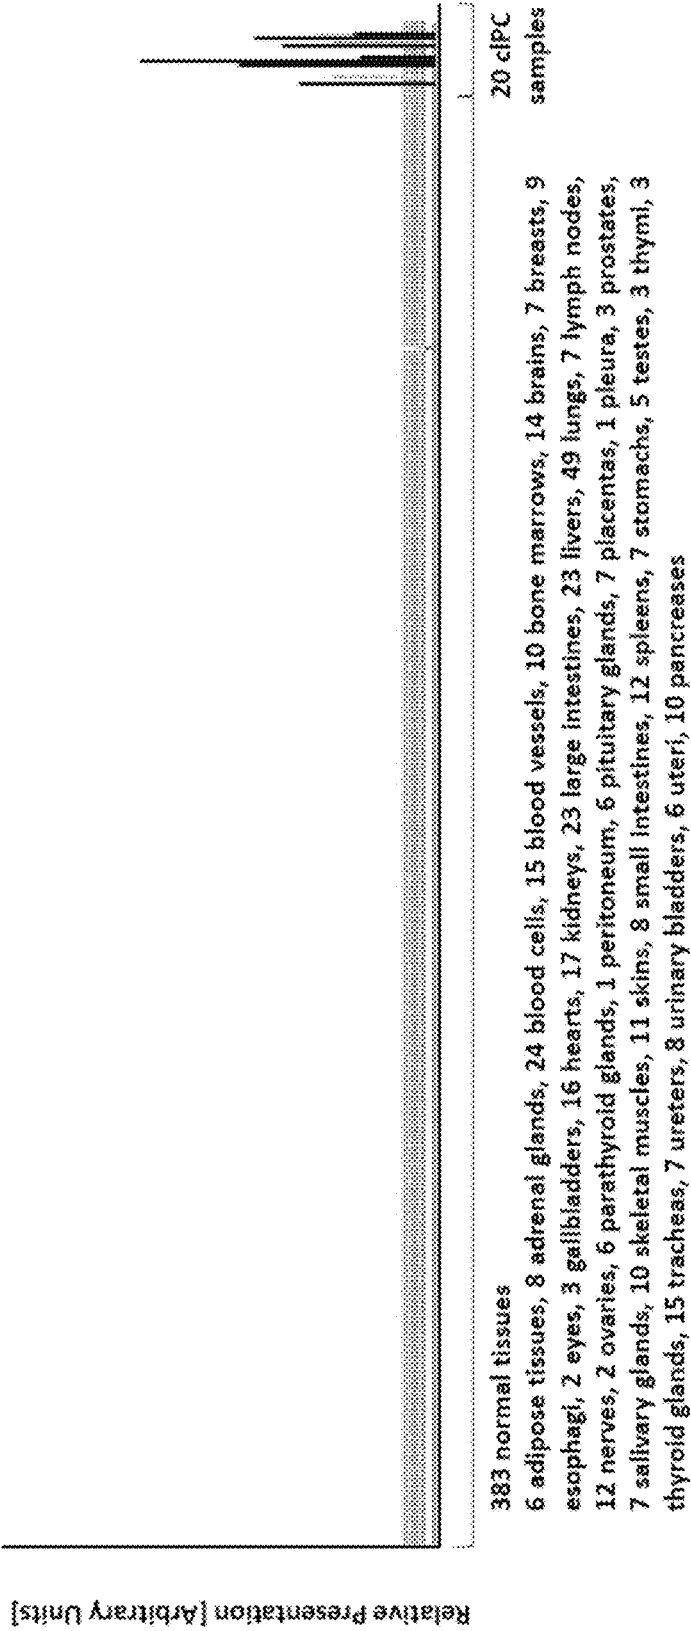 Relative Presentation [Arbitrary Units]
383 normal tissues
6 adipose tissues, 8 adrenal glands, 24 blood cells, 15 blood vessels, 10 bone marrows, 14 brains, 7 breasts, 9
esophagi, 2 eyes, 3 gallbladders, 16 hearts, 17 kidneys, 23 large intestines, 23 livers, 49 lungs, 7 lymph nodes,
12 nerves, 2 ovaries, 6 parathyroid glands, 1 peritoneum, 6 pituitary glands, 7 placentas, 1 pleura, 3 prostates,
7 salivary glands, 10 skeletal muscles, 11 skins, 8 small intestines, 12 spleens, 7 stomachs, 5 testes, 3 thymi, 3
thyroid glands, 15 tracheas, 7 ureters, 8 urinary bladders, 6 uteri, 10 pancreases
20 clPC
samples